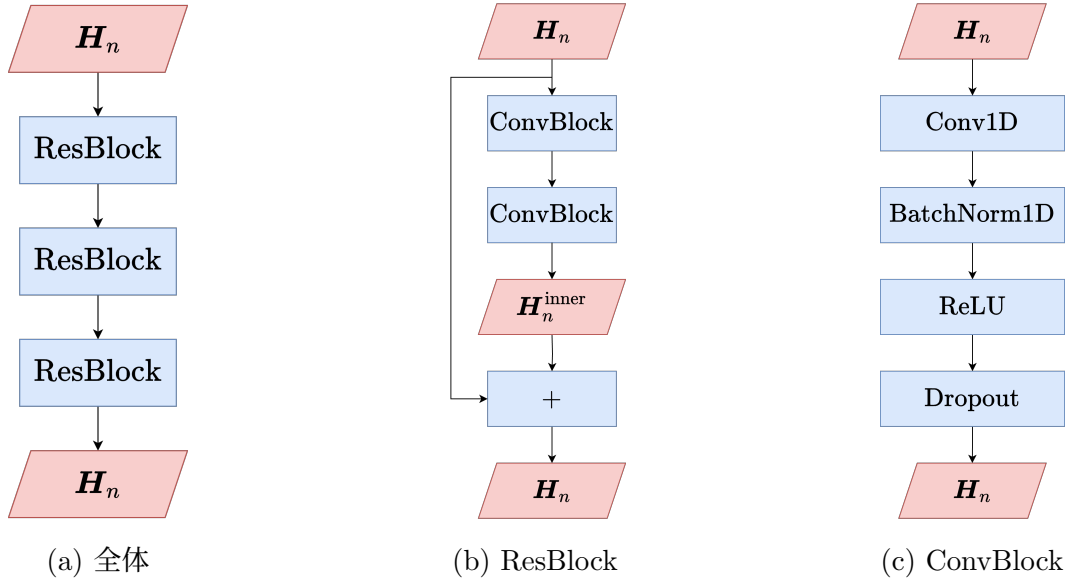 H_n
ResBlock
ResBlock
ResBlock
H_n
(a) 全体
H_n
ConvBlock
ConvBlock
H_n^inner
+
H_n
(b) ResBlock
H_n
Conv1D
BatchNorm1D
ReLU
Dropout
H_n
(c) ConvBlock